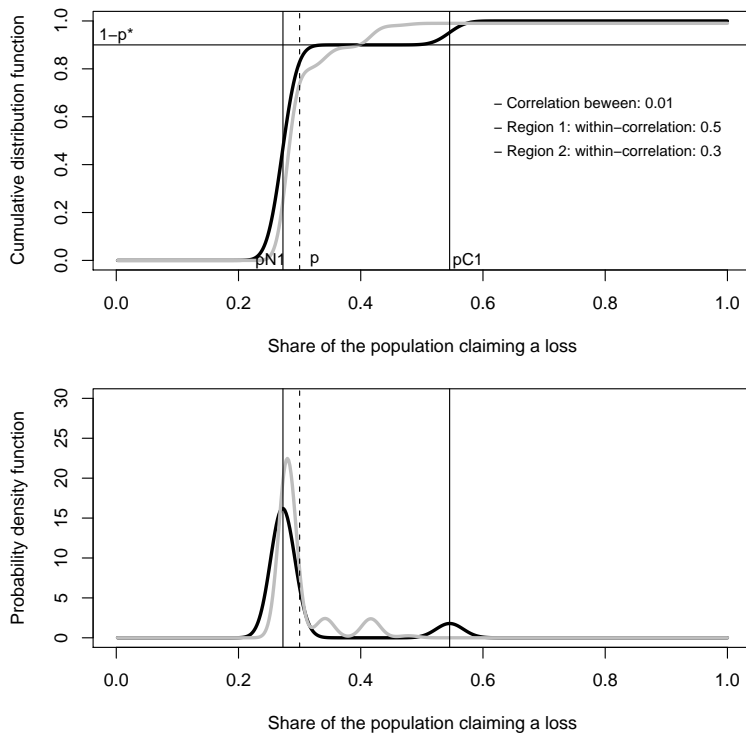 1.0
1−p*
0.8
− Correlation beween: 0.01
− Region 1: within−correlation: 0.5
− Region 2: within−correlation: 0.3
0.6
0.4
0.2
0.0
Cumulative distribution function
pN1
p
pC1
0.0 0.2 0.4 0.6 0.8 1.0
Share of the population claiming a loss
30
25
20
15
10
5
0
Probability density function
0.0 0.2 0.4 0.6 0.8 1.0
Share of the population claiming a loss